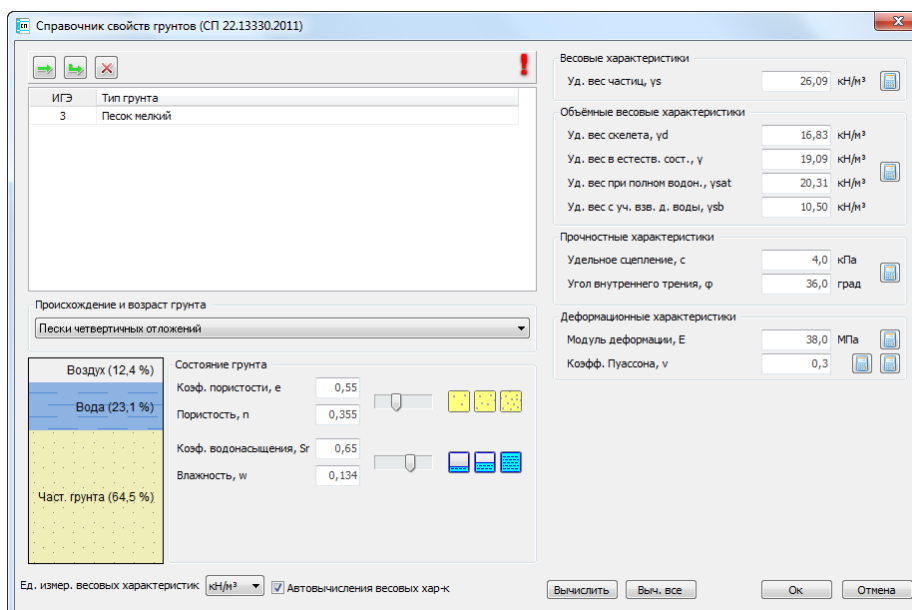 Справочник свойств грунтов (СП 22.13330.2011)
ИГЭ Тип грунта
3 Песок мелкий
Происхождение и возраст грунта
Пески четвертичных отложений
Воздух (12,4 %)
Вода (23,1 %)
Част. грунта (64,5 %)
Состояние грунта
Коэф. пористости, e 0,55
Пористость, n 0,355
Коэф. водонасыщения, Sr 0,65
Влажность, w 0,134
Весовые характеристики
Уд. вес частиц, γs 26,09 кН/м³
Объёмные весовые характеристики
Уд. вес скелета, γd 16,83 кН/м³
Уд. вес в естеств. сост., γ 19,09 кН/м³
Уд. вес при полном водон., γsat 20,31 кН/м³
Уд. вес с уч. взв. д. воды, γsb 10,50 кН/м³
Прочностные характеристики
Удельное сцепление, c 4,0 кПа
Угол внутреннего трения, φ 36,0 град
Деформационные характеристики
Модуль деформации, E 38,0 МПа
Коэфф. Пуассона, ν 0,3
Ед. измер. весовых характеристик кН/м³ Автовычисления весовых хар-к
Вычислить Выч. все Ок Отмена